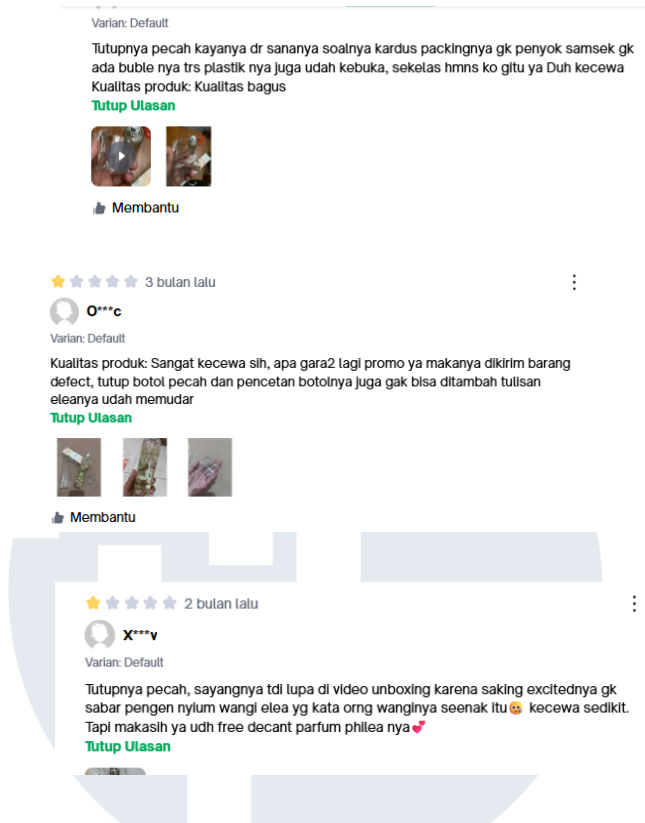 Varian: Default
Tutupnya pecah kayanya dr sananya soalnya kardus packingnya gk penyok samsek gk
ada buble nya trs plastik nya juga udah kebuka, sekelas hmns ko gitu ya Duh kecewa
Kualitas produk: Kualitas bagus
Tutup Ulasan
Membantu
3 bulan lalu
O***c
Varian: Default
Kualitas produk: Sangat kecewa sih, apa gara2 lagi promo ya makanya dikirim barang
defect, tutup botol pecah dan pencetan botolnya juga gak bisa ditambah tulisan
eleanya udah memudar
Tutup Ulasan
Membantu
2 bulan lalu
X***v
Varian: Default
Tutupnya pecah, sayangnya tdi lupa di video unboxing karena saking excitednya gk
sabar pengen nyium wangi elea yg kata orng wanginya seenak itu🤬 kecewa sedikit.
Tapi makasih ya udh free decant parfum philea nya💕
Tutup Ulasan